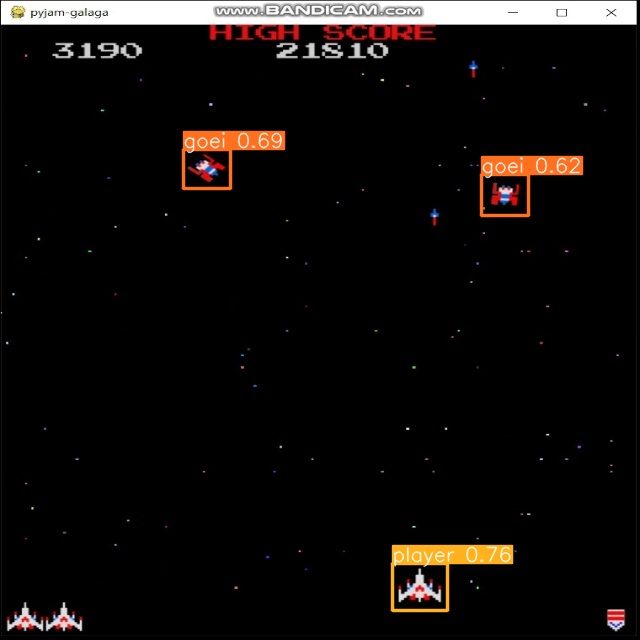 pyjam-galaga
www.BANDICAM.com
HIGH SCORE
3190 21810
goei 0.69
goei 0.62
player 0.76